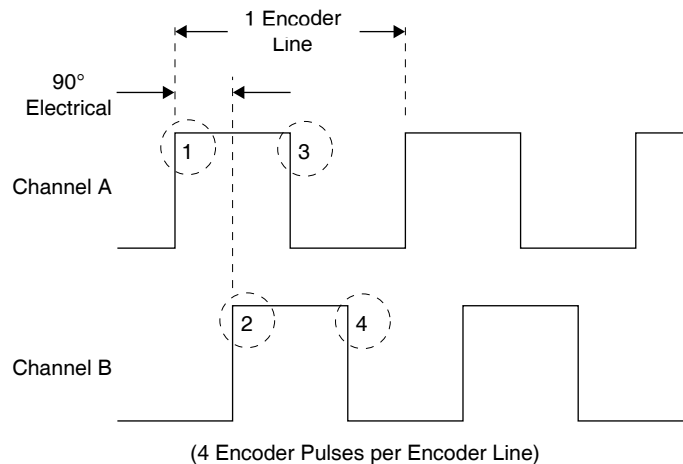 1 Encoder
Line
90°
Electrical
1
3
Channel A
2
4
Channel B
(4 Encoder Pulses per Encoder Line)